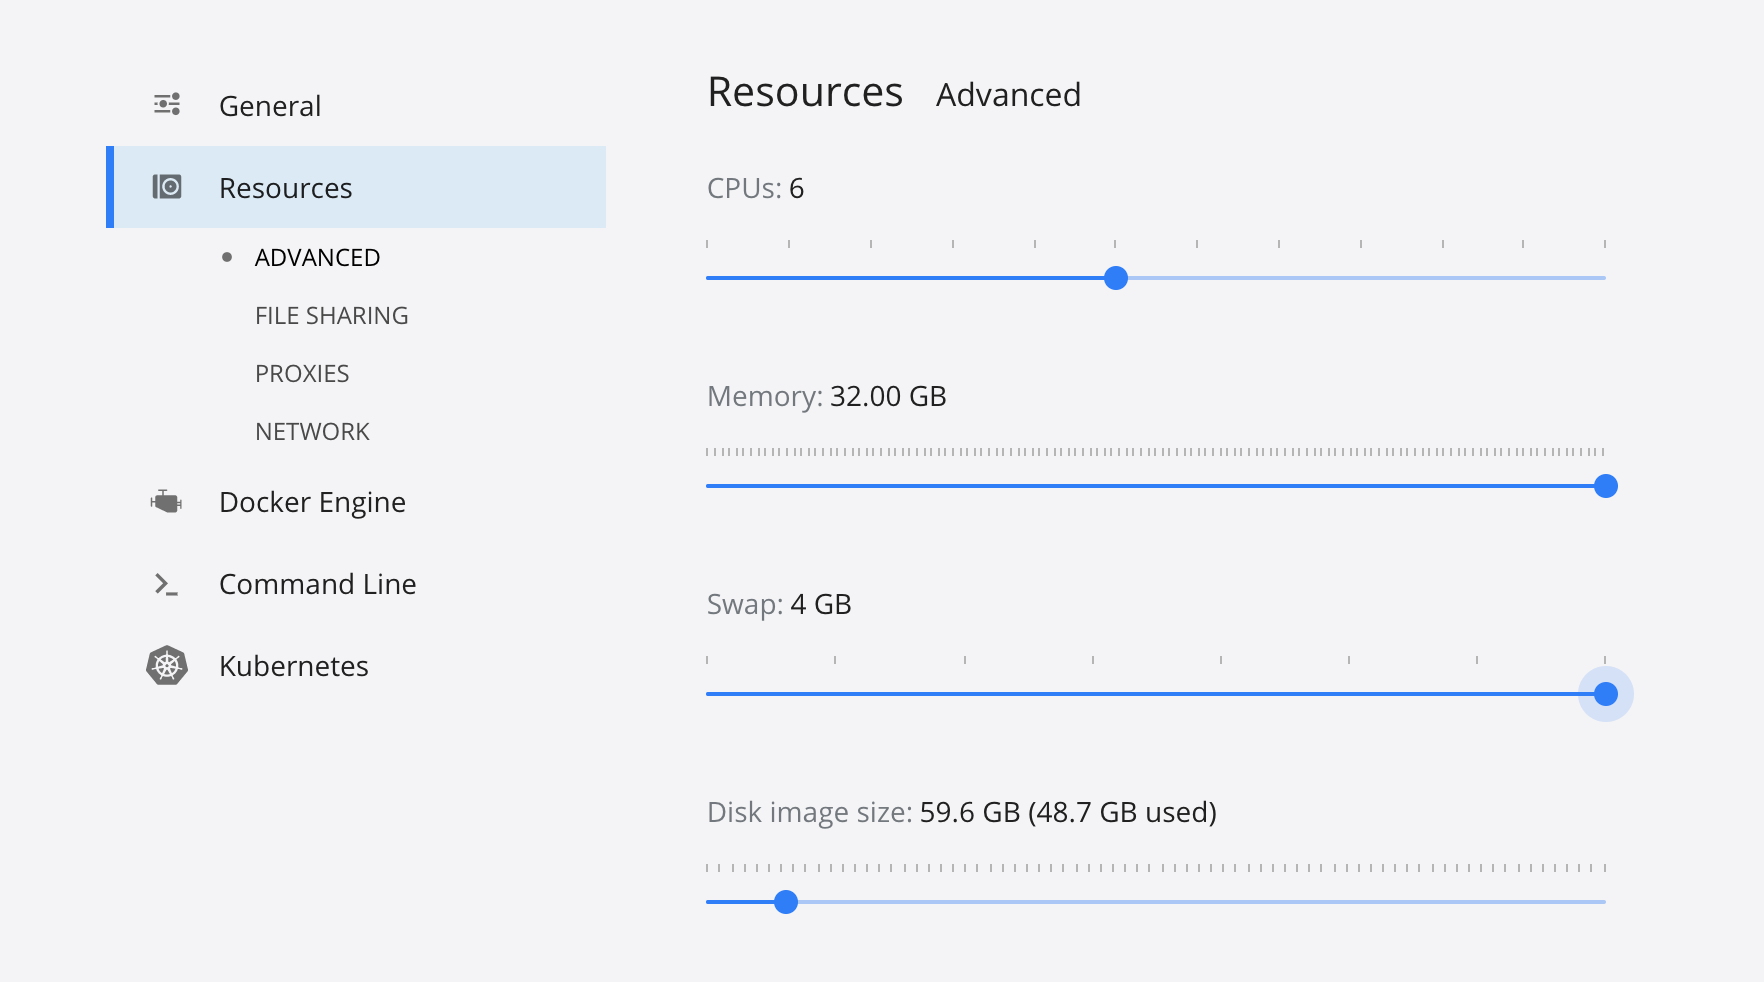 General
Resources
ADVANCED
FILE SHARING
PROXIES
NETWORK
Docker Engine
Command Line
Kubernetes
Resources Advanced
CPUs: 6
Memory: 32.00 GB
Swap: 4 GB
Disk image size: 59.6 GB (48.7 GB used)